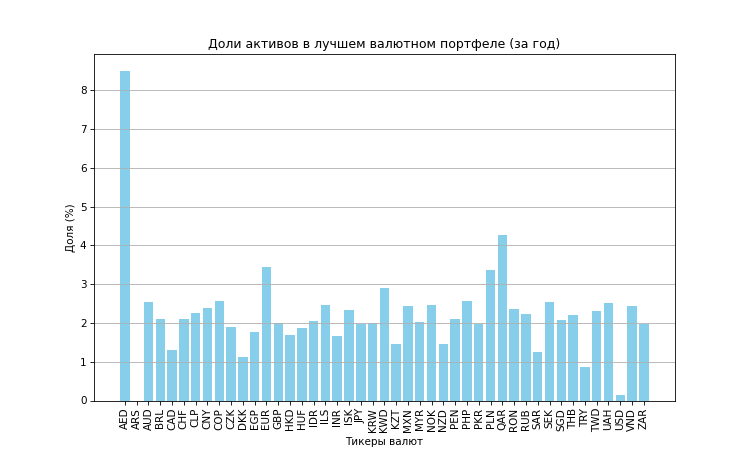 Доли активов в лучшем валютном портфеле (за год)
Доля (%)
8
7
6
5
4
3
2
1
0
AED ARS AUD BRL CAD CHF CLP CNY COP CZK DKK EGP EUR GBP HKD HUF IDR ILS INR ISK JPY KRW KWD KZT MXN MYR NOK NZD PEN PHP PKR PLN QAR RON RUB SAR SEK SGD THB TRY TWD UAH USD VND ZAR
Тикеры валют